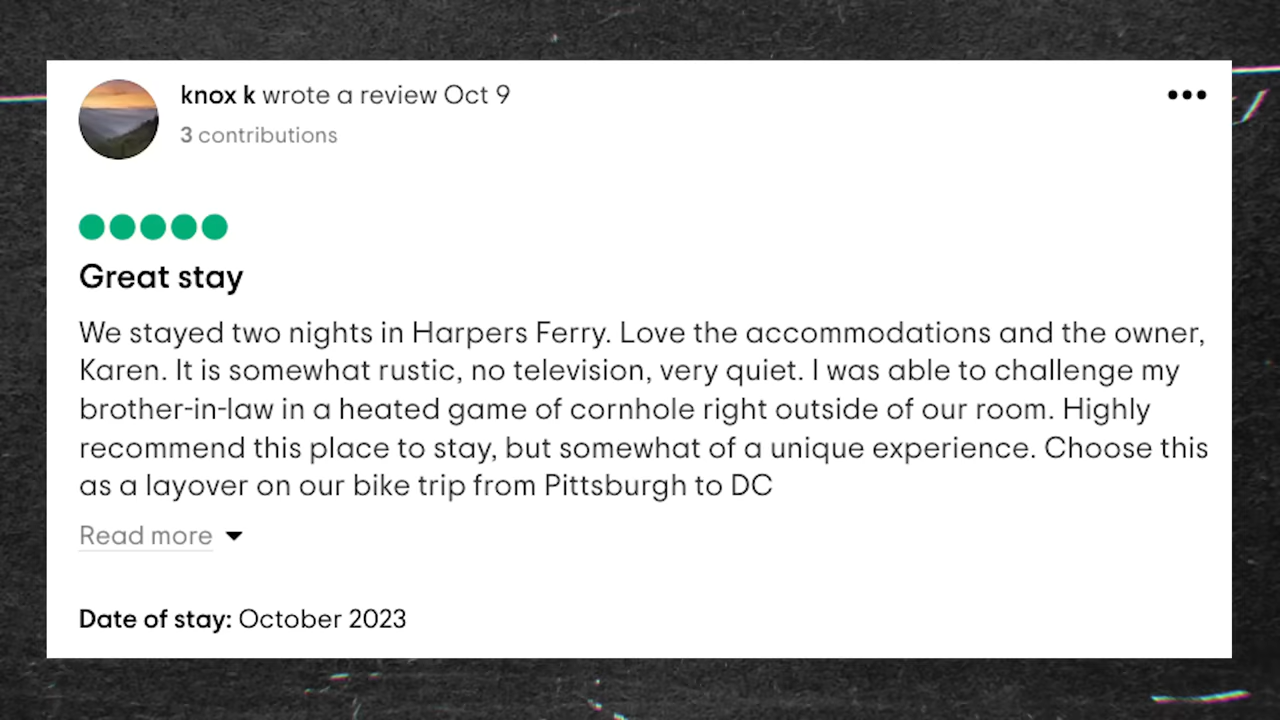 knox k wrote a review Oct 9
3 contributions
Great stay
We stayed two nights in Harpers Ferry. Love the accommodations and the owner,
Karen. It is somewhat rustic, no television, very quiet. I was able to challenge my
brother-in-law in a heated game of cornhole right outside of our room. Highly
recommend this place to stay, but somewhat of a unique experience. Choose this
as a layover on our bike trip from Pittsburgh to DC
Read more
Date of stay: October 2023